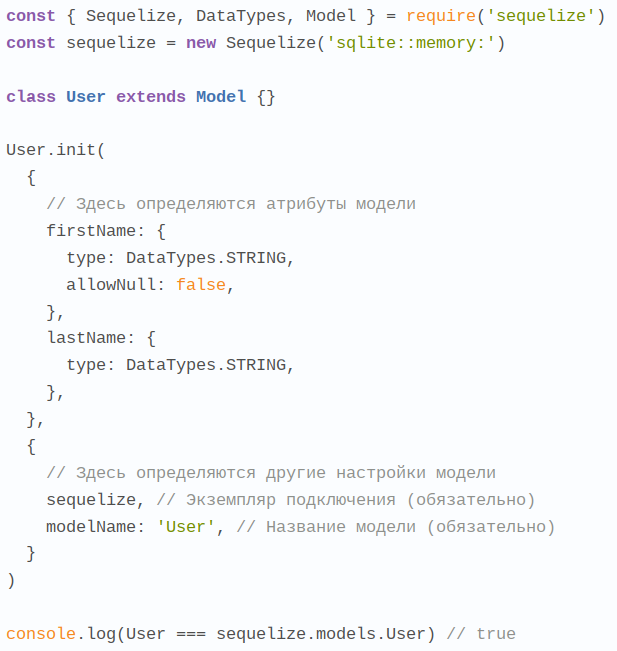 const { Sequelize, DataTypes, Model } = require('sequelize')
const sequelize = new Sequelize('sqlite::memory:')

class User extends Model {}

User.init(
  {
    // Здесь определяются атрибуты модели
    firstName: {
      type: DataTypes.STRING,
      allowNull: false,
    },
    lastName: {
      type: DataTypes.STRING,
    },
  },
  {
    // Здесь определяются другие настройки модели
    sequelize, // Экземпляр подключения (обязательно)
    modelName: 'User', // Название модели (обязательно)
  }
)

console.log(User === sequelize.models.User) // true